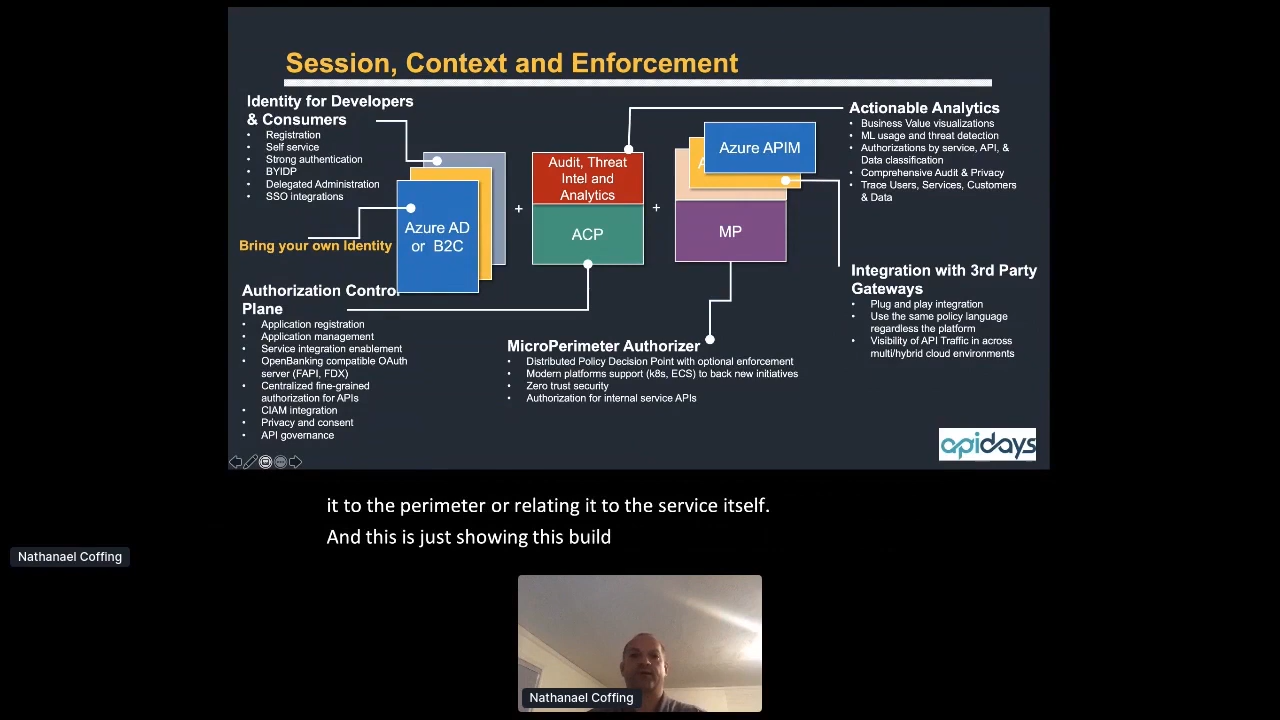 Session, Context and Enforcement
Identity for Developers
& Consumers
• Registration
• Self service
• Strong authentication
• BYIDP
• Delegated Administration
• SSO integrations
Bring your own Identity
Azure AD
or B2C
+
Audit, Threat
Intel and
Analytics
ACP
+
A
Azure APIM
MP
Actionable Analytics
• Business Value visualizations
• ML usage and threat detection
• Authorizations by service, API, &
Data classification
• Comprehensive Audit & Privacy
• Trace Users, Services, Customers
& Data
Authorization Control
Plane
• Application registration
• Application management
• Service integration enablement
• OpenBanking compatible OAuth
server (FAPI, FDX)
• Centralized fine-grained
authorization for APIs
• CIAM integration
• Privacy and consent
• API governance
MicroPerimeter Authorizer
• Distributed Policy Decision Point with optional enforcement
• Modern platforms support (k8s, ECS) to back new initiatives
• Zero trust security
• Authorization for internal service APIs
Integration with 3rd Party
Gateways
• Plug and play integration
• Use the same policy language
regardless the platform
• Visibility of API Traffic in across
multi/hybrid cloud environments
apidays
it to the perimeter or relating it to the service itself.
And this is just showing this build
Nathanael Coffing
Nathanael Coffing